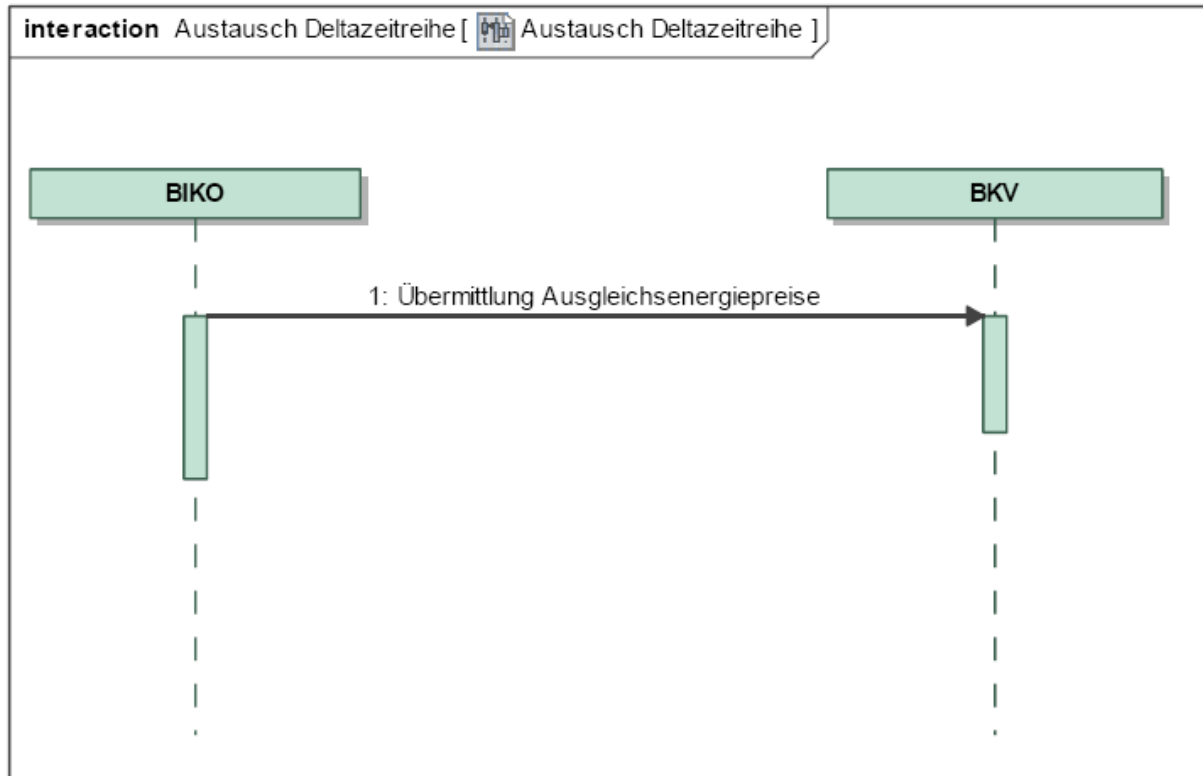 interaction Austausch Deltazeitreihe [ Austausch Deltazeitreihe ]
BIKO
BKV
1: Übermittlung Ausgleichsenergiepreise